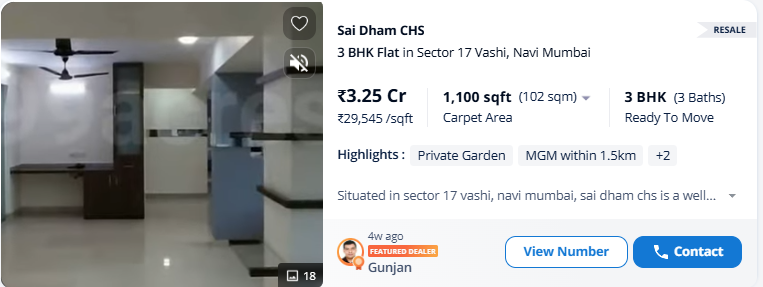 99acres
18
Sai Dham CHS
RESALE
3 BHK Flat in Sector 17 Vashi, Navi Mumbai
₹3.25 Cr
1,100 sqft (102 sqm)
3 BHK (3 Baths)
₹29,545 /sqft
Carpet Area
Ready To Move
Highlights :
Private Garden
MGM within 1.5km
+2
Situated in sector 17 vashi, navi mumbai, sai dham chs is a well...
4w ago
FEATURED DEALER
Gunjan
View Number
Contact